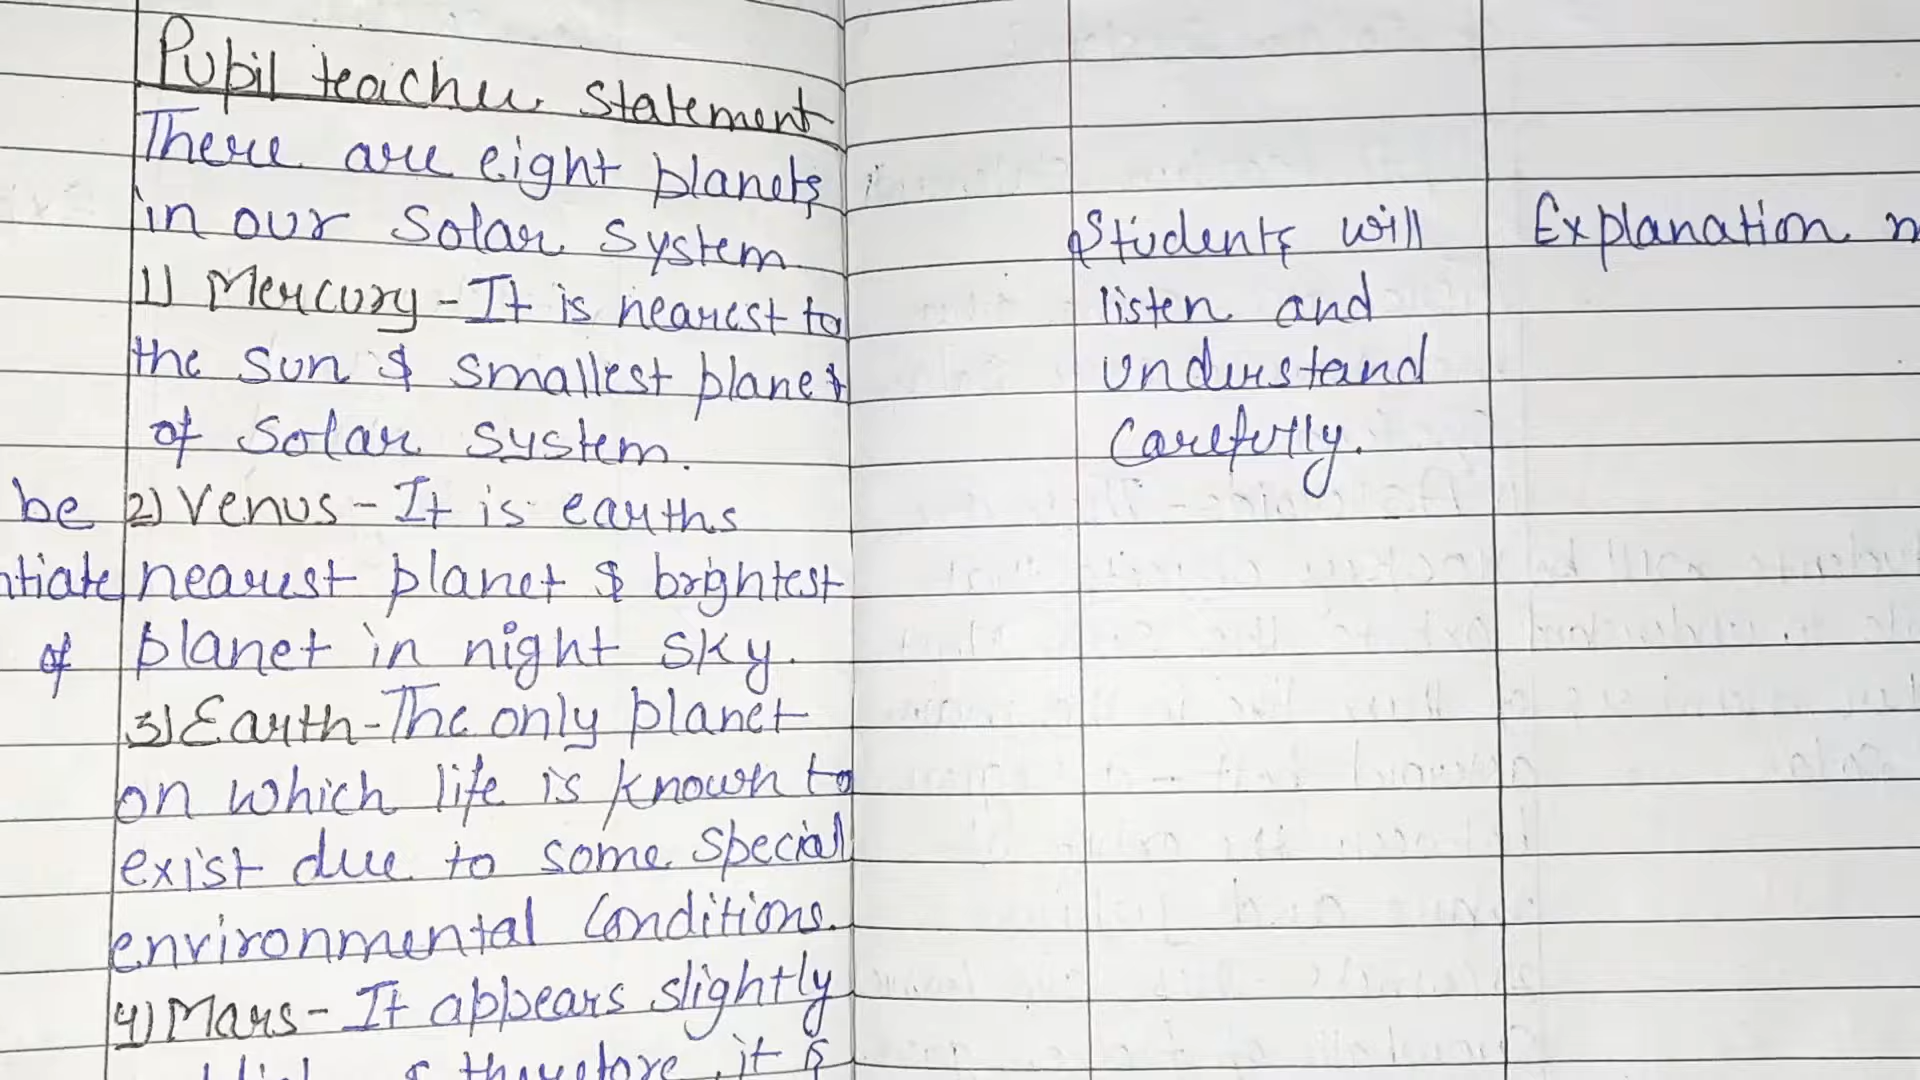 Pupil teacher Statement
There are eight planets
in our Solar System
1) Mercury - It is nearest to
the Sun & smallest planet
of Solar System.
2) Venus - It is earths
nearest planet & brightest
planet in night sky.
3) Earth - The only planet
on which life is known to
exist due to some special
environmental Conditions.
4) Mars - It appears slightly
& therefore it is
be
of
Students will
listen and
understand
Carefully.
Explanation